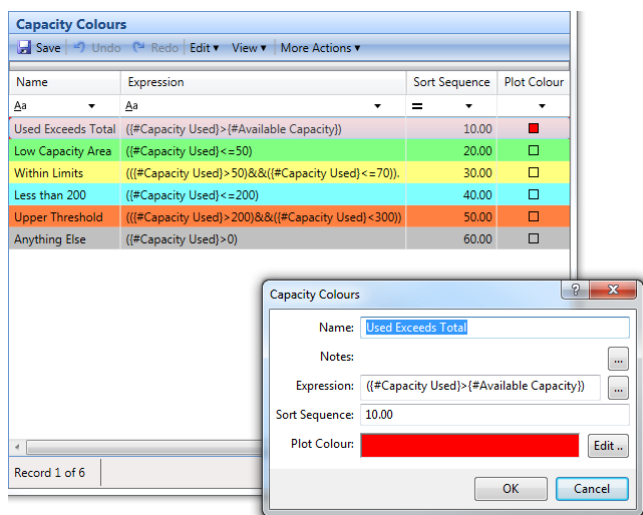 Capacity Colours
Save Undo Redo Edit View More Actions
Name Expression Sort Sequence Plot Colour
Aa Aa =
Used Exceeds Total ({#Capacity Used}>{#Available Capacity}) 10.00
Low Capacity Area ({#Capacity Used}<=50) 20.00
Within Limits (({#Capacity Used}>50)&&({#Capacity Used}<=70)). 30.00
Less than 200 ({#Capacity Used}<=200) 40.00
Upper Threshold (({#Capacity Used}>200)&&({#Capacity Used}<300)) 50.00
Anything Else ({#Capacity Used}>0) 60.00
Capacity Colours ? X
Name: Used Exceeds Total
Notes: ...
Expression: ({#Capacity Used}>{#Available Capacity}) ...
Sort Sequence: 10.00
Plot Colour: Edit ..
Record 1 of 6
OK Cancel